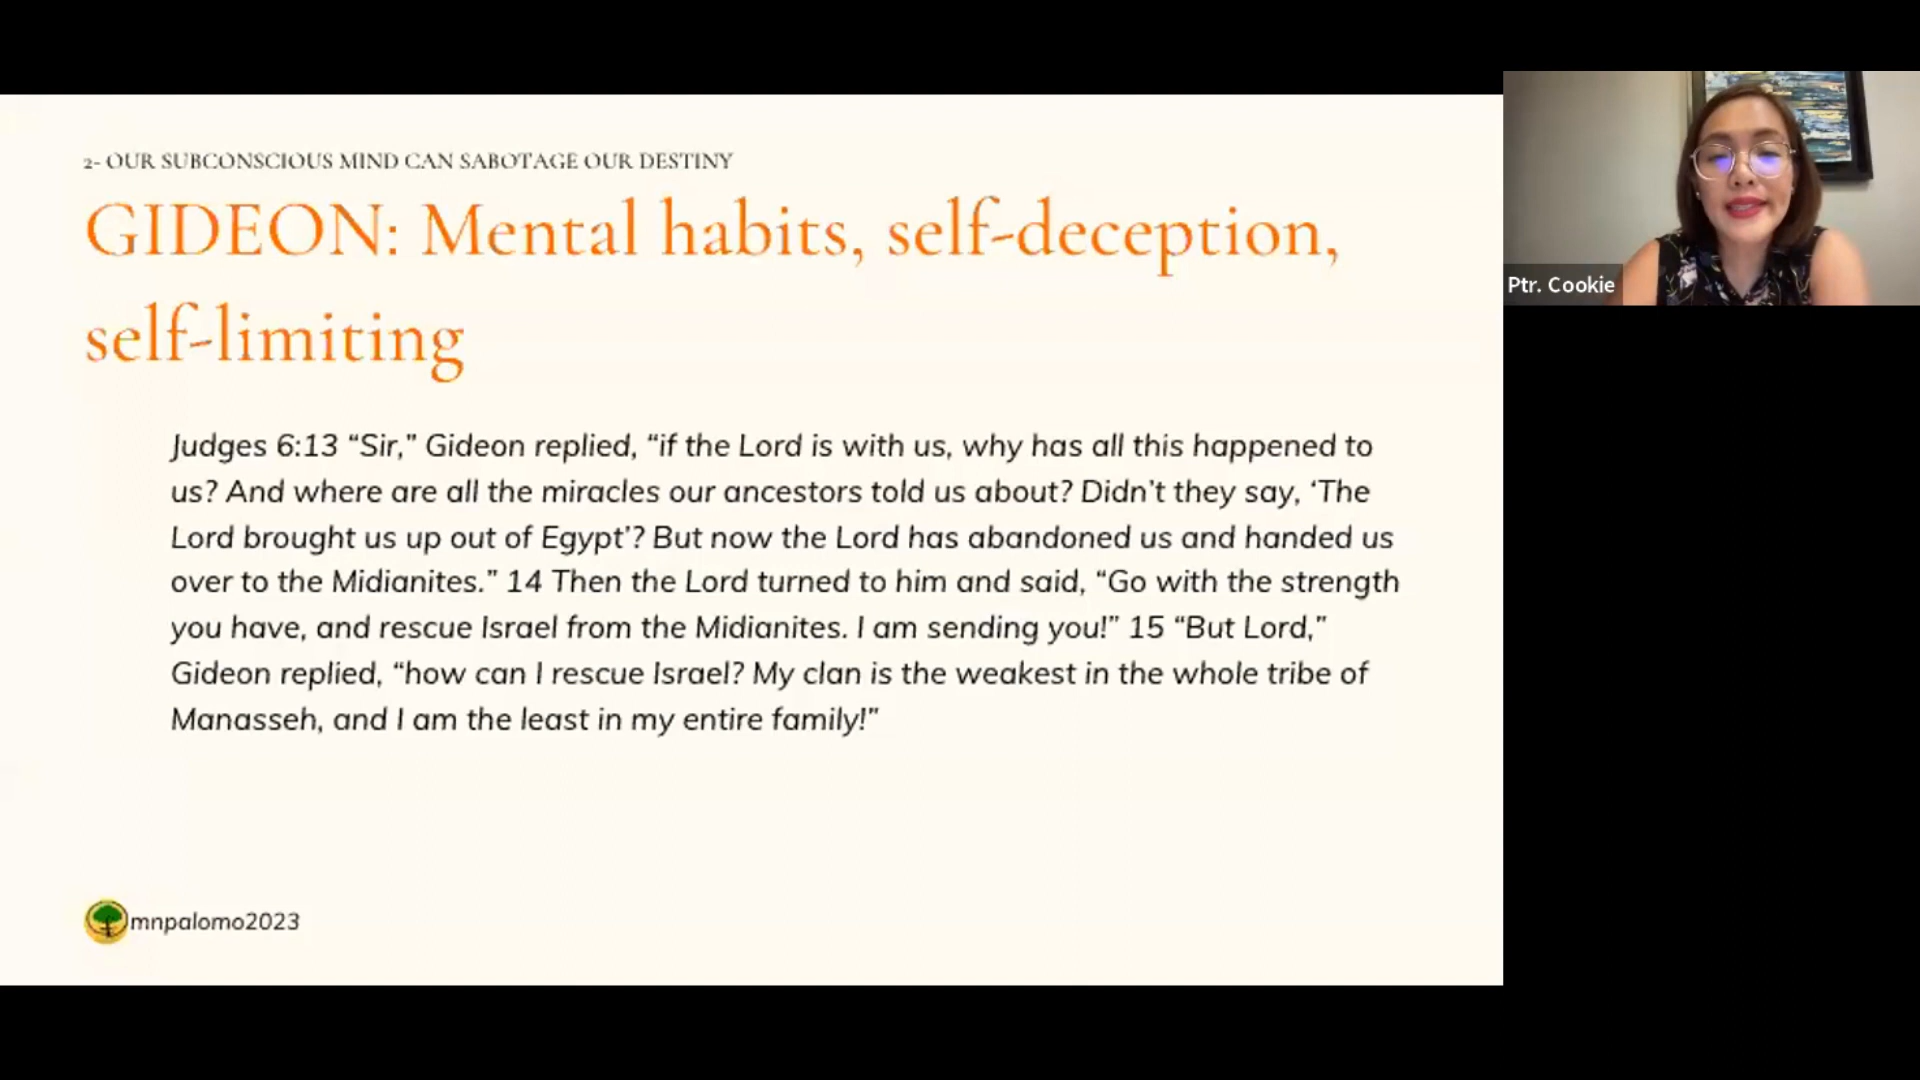 2- OUR SUBCONSCIOUS MIND CAN SABOTAGE OUR DESTINY
GIDEON: Mental habits, self-deception,
self-limiting
Judges 6:13 “Sir,” Gideon replied, “if the Lord is with us, why has all this happened to
us? And where are all the miracles our ancestors told us about? Didn’t they say, ‘The
Lord brought us up out of Egypt’? But now the Lord has abandoned us and handed us
over to the Midianites.” 14 Then the Lord turned to him and said, “Go with the strength
you have, and rescue Israel from the Midianites. I am sending you!” 15 “But Lord,”
Gideon replied, “how can I rescue Israel? My clan is the weakest in the whole tribe of
Manasseh, and I am the least in my entire family!”
mnpalomo2023
Ptr. Cookie